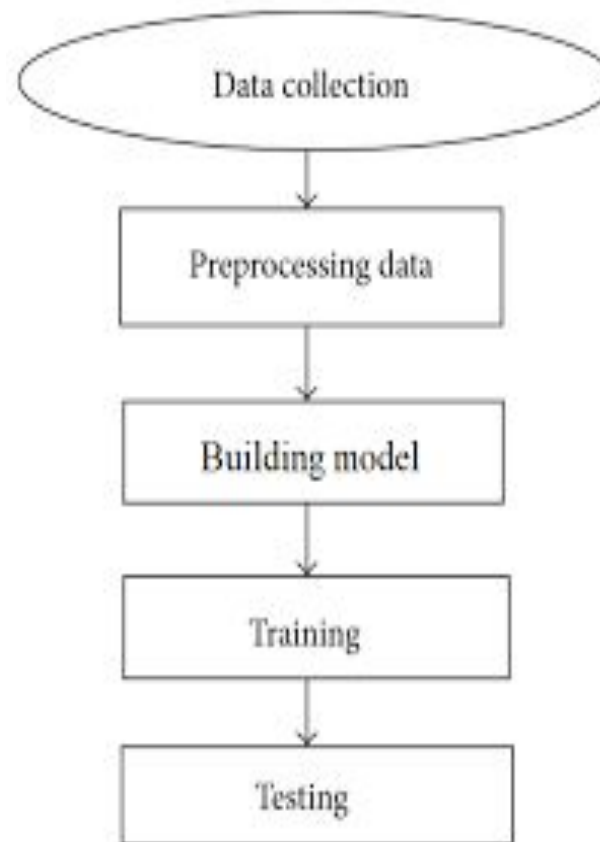 Data collection
Preprocessing data
Building model
Training
Testing